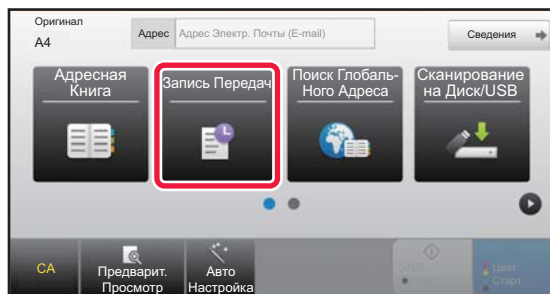 Оригинал
A4
Адрес
Адрес Электр. Почты (E-mail)
Сведения
Адресная
Книга
Запись Передач
Поиск Глобаль-
Ного Адреса
Сканирование
на Диск/USB
CA
Предварит.
Просмотр
Авто
Настройка
Ч/Б
Старт
Цвет
Старт